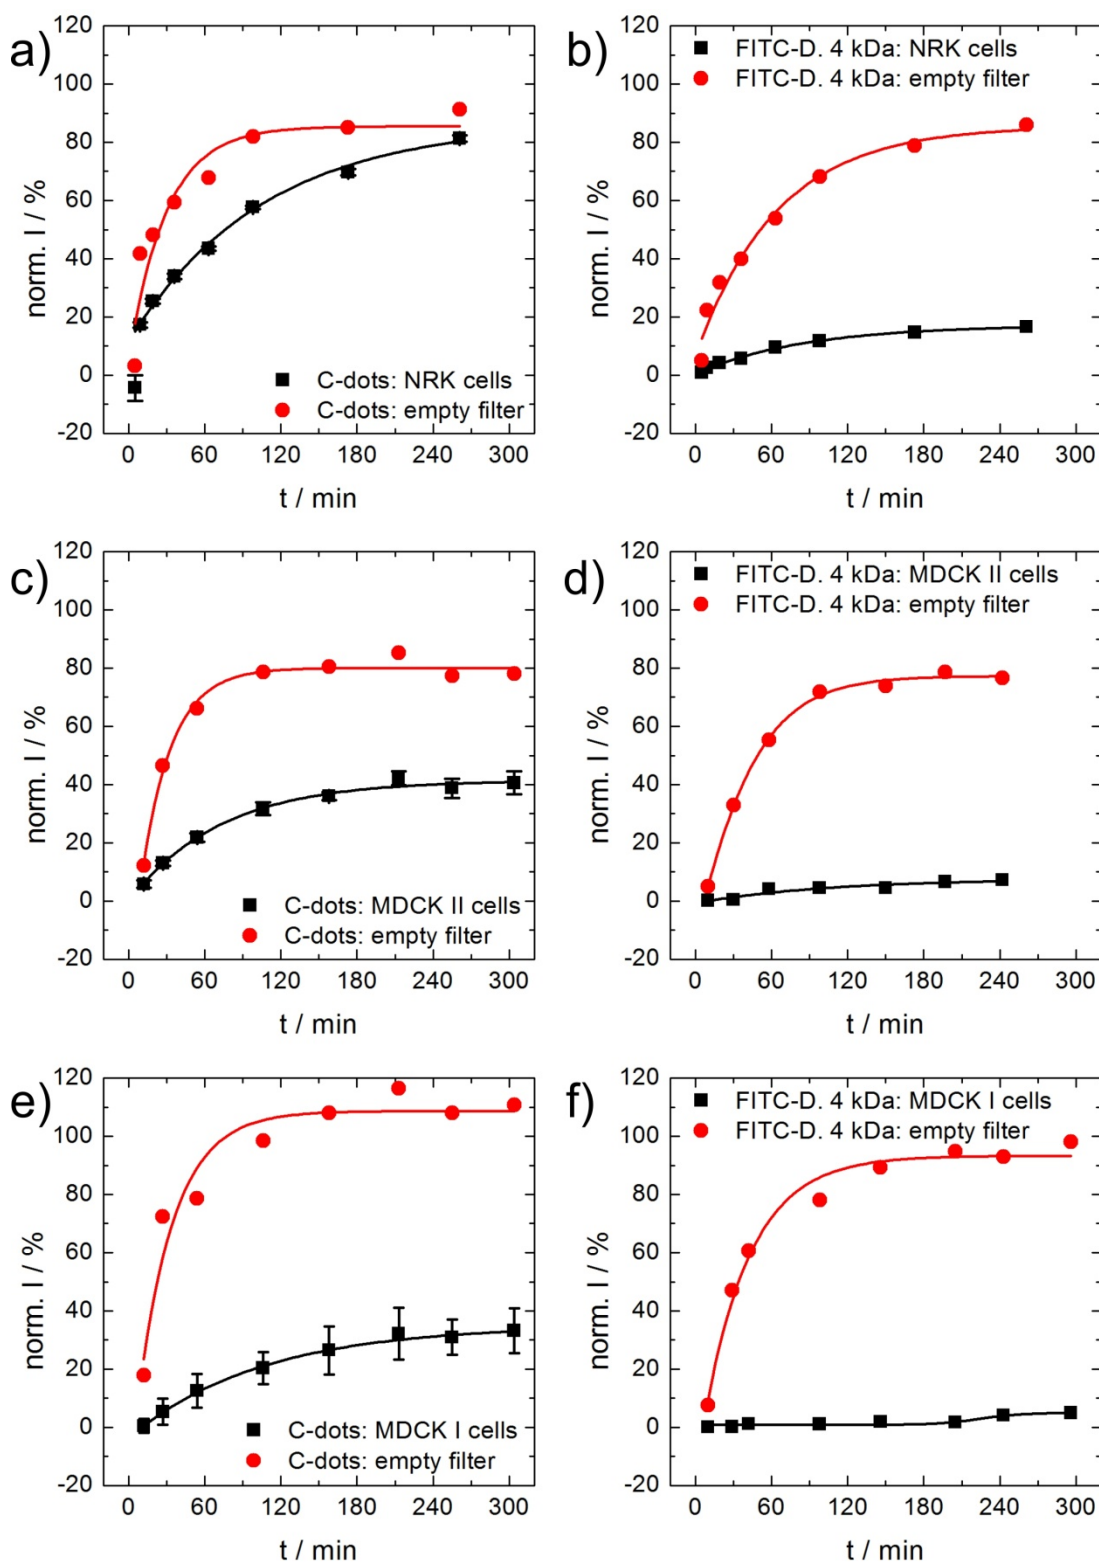 a)
120
100
80
60
40
20
0
-20
norm. I / %
C-dots: NRK cells
C-dots: empty filter
0 60 120 180 240 300
t / min
b)
FITC-D. 4 kDa: NRK cells
FITC-D. 4 kDa: empty filter
120
100
80
60
40
20
0
-20
norm. I / %
0 60 120 180 240 300
t / min
c)
120
100
80
60
40
20
0
-20
norm. I / %
C-dots: MDCK II cells
C-dots: empty filter
0 60 120 180 240 300
t / min
d)
FITC-D. 4 kDa: MDCK II cells
FITC-D. 4 kDa: empty filter
120
100
80
60
40
20
0
-20
norm. I / %
0 60 120 180 240 300
t / min
e)
120
100
80
60
40
20
0
-20
norm. I / %
C-dots: MDCK I cells
C-dots: empty filter
0 60 120 180 240 300
t / min
f)
FITC-D. 4 kDa: MDCK I cells
FITC-D. 4 kDa: empty filter
120
100
80
60
40
20
0
-20
norm. I / %
0 60 120 180 240 300
t / min